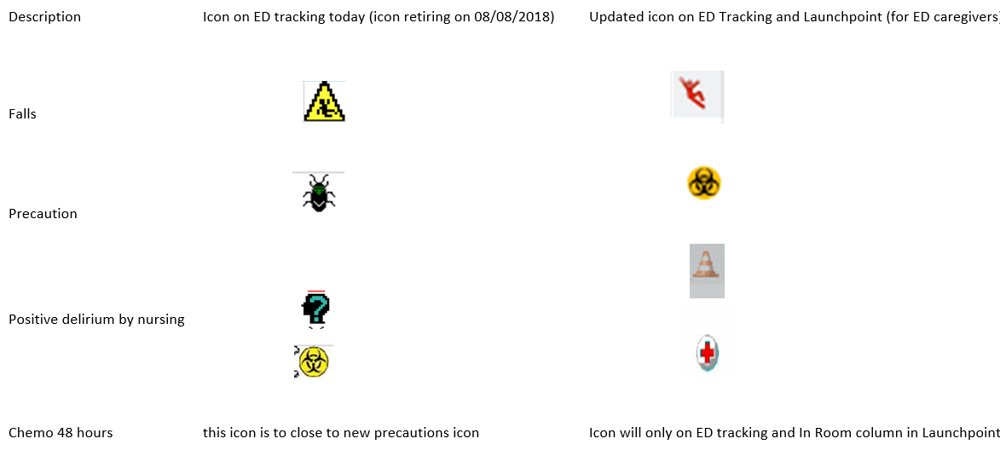 Description Icon on ED tracking today (icon retiring on 08/08/2018) Updated icon on ED Tracking and Launchpoint (for ED caregivers)
Falls
Precaution
Positive delirium by nursing
Chemo 48 hours this icon is to close to new precautions icon Icon will only on ED tracking and In Room column in Launchpoint